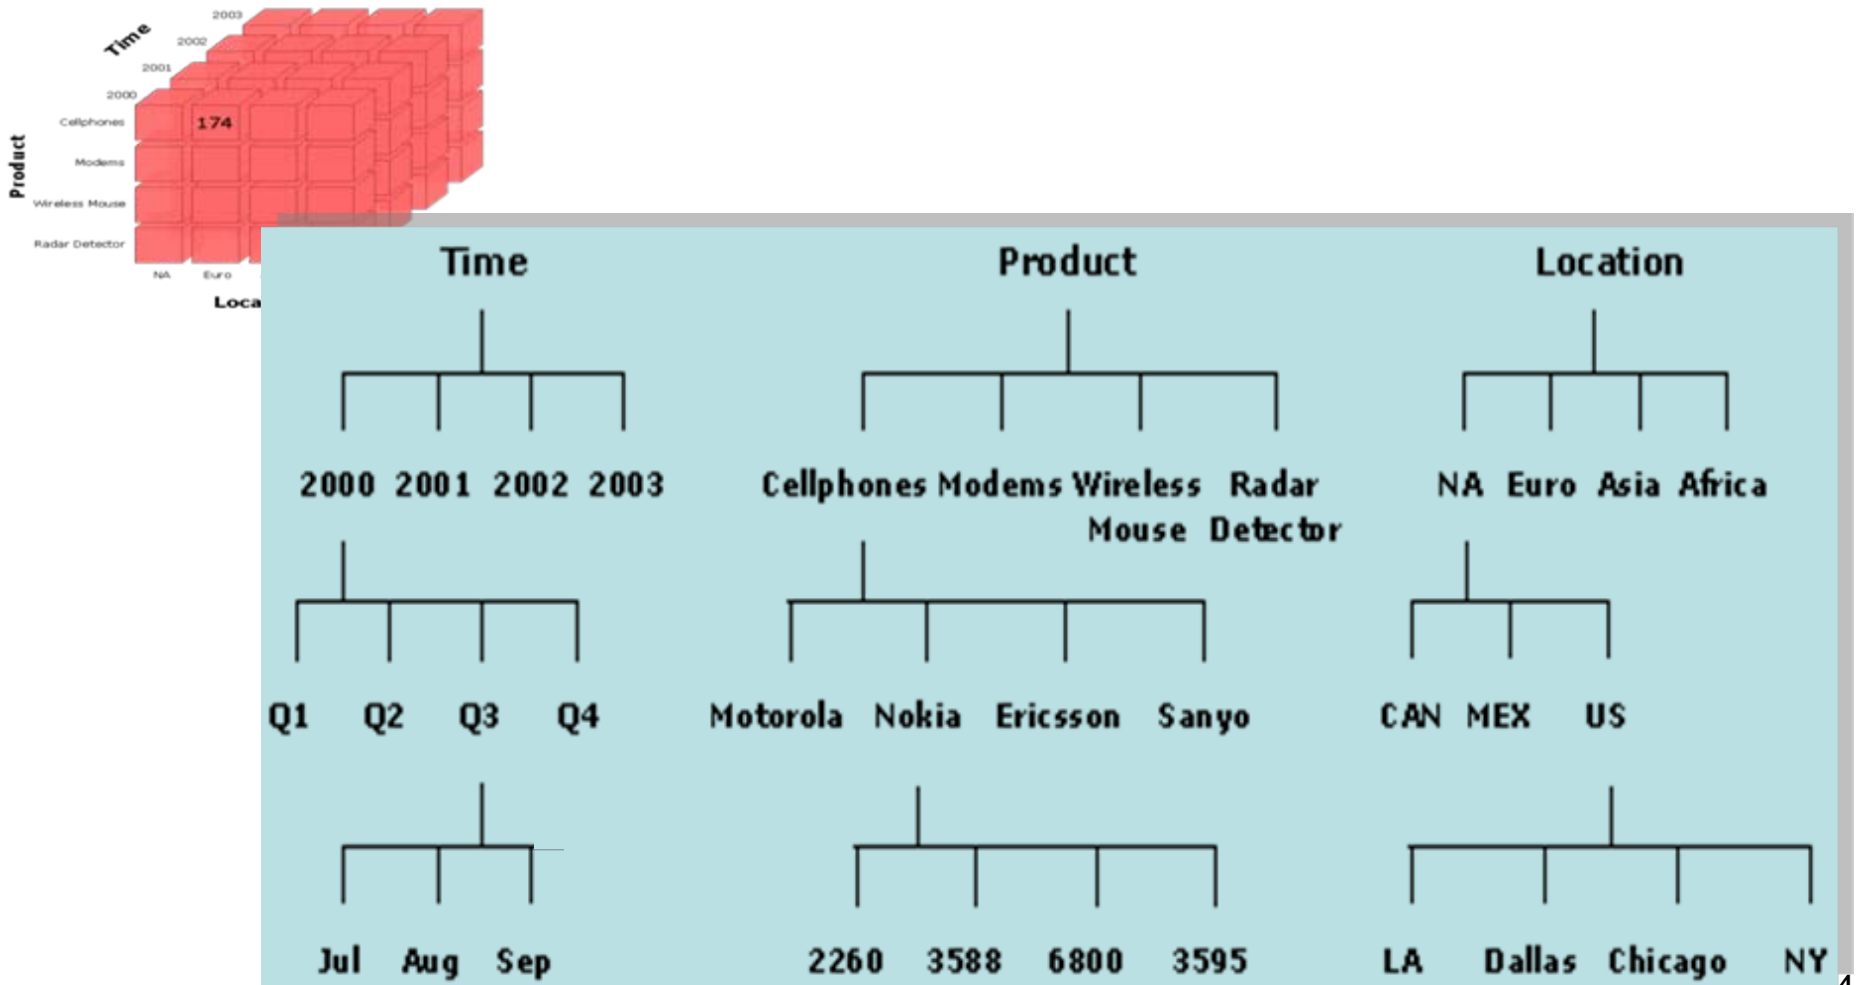 2003
Time
2002
2001
2000
Cellphones
174
Product
Modems
Wireless Mouse
Radar Detector
NA Euro
Loca
Time Product Location
2000 2001 2002 2003 Cellphones Modems Wireless Radar NA Euro Asia Africa
Mouse Detector
Q1 Q2 Q3 Q4 Motorola Nokia Ericsson Sanyo CAN MEX US
Jul Aug Sep 2260 3588 6800 3595 LA Dallas Chicago NY
4